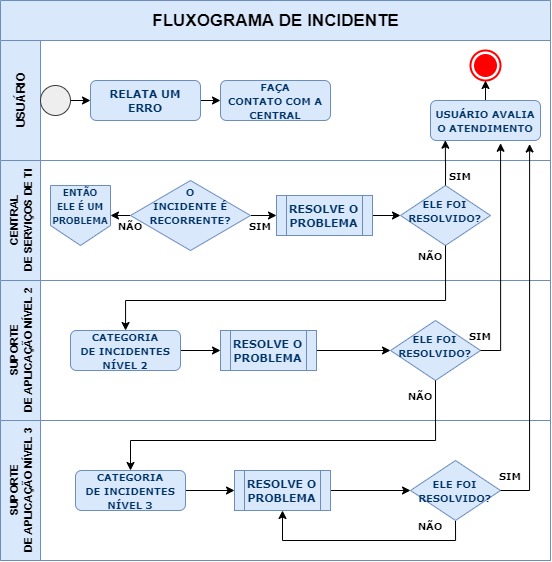 FLUXOGRAMA DE INCIDENTE
USUÁRIO
RELATA UM
ERRO
FAÇA
CONTATO COM A
CENTRAL
USUÁRIO AVALIA
O ATENDIMENTO
CENTRAL
DE SERVIÇOS DE TI
ENTÃO
ELE É UM
PROBLEMA
NÃO
O
INCIDENTE É
RECORRENTE?
SIM
RESOLVE O
PROBLEMA
ELE FOI
RESOLVIDO?
SIM
NÃO
SUPORTE
DE APLICAÇÃO NÍVEL 2
CATEGORIA
DE INCIDENTES
NÍVEL 2
RESOLVE O
PROBLEMA
ELE FOI
RESOLVIDO?
SIM
NÃO
SUPORTE
DE APLICAÇÃO NÍVEL 3
CATEGORIA
DE INCIDENTES
NÍVEL 3
RESOLVE O
PROBLEMA
ELE FOI
RESOLVIDO?
SIM
NÃO